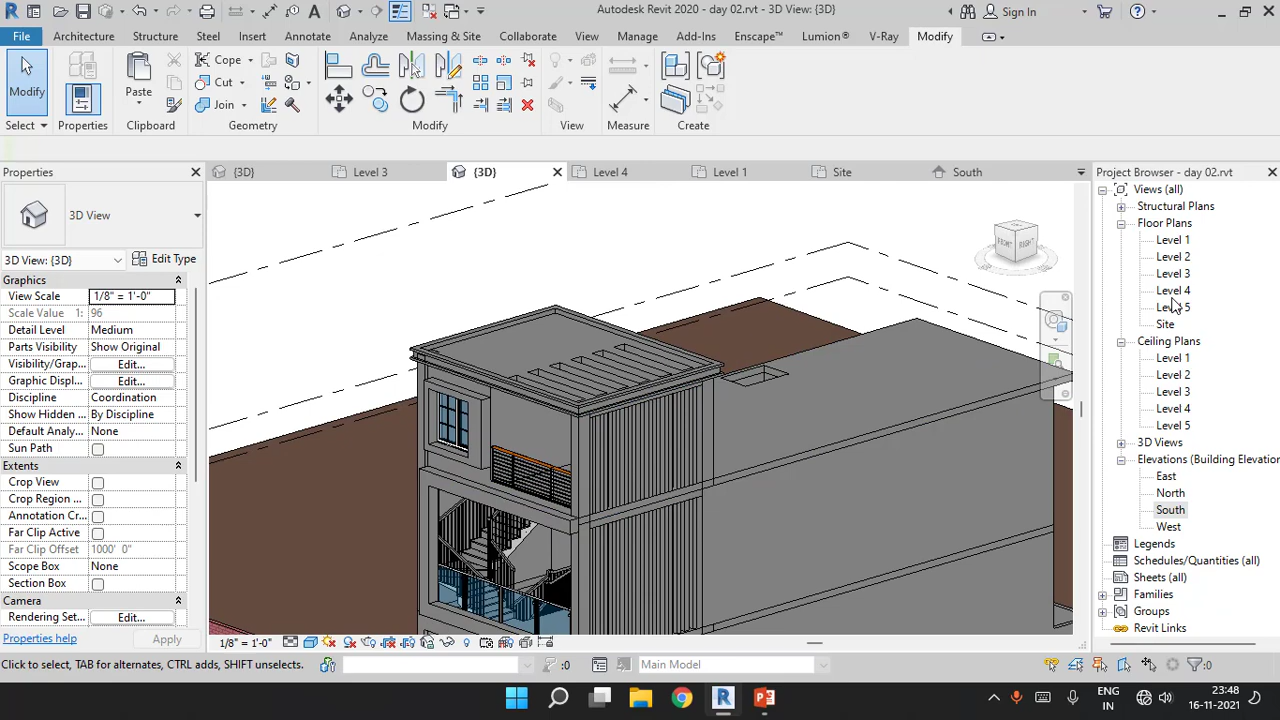 Autodesk Revit 2020 - day 02.rvt - 3D View: {3D}
Sign In
File
Architecture
Structure
Steel
Insert
Annotate
Analyze
Massing & Site
Collaborate
View
Manage
Add-Ins
Enscape™
Lumion®
V-Ray
Modify
Modify
Select
Properties
Paste
Clipboard
Cope
Cut
Join
Geometry
Modify
View
Measure
Create
Properties
{3D}
Level 3
{3D}
Level 4
Level 1
Site
South
Project Browser - day 02.rvt
3D View
3D View: {3D}
Edit Type
Graphics
View Scale 1/8" = 1'-0"
Scale Value 1: 96
Detail Level Medium
Parts Visibility Show Original
Visibility/Grap... Edit...
Graphic Displ... Edit...
Discipline Coordination
Show Hidden ... By Discipline
Default Analy... None
Sun Path
Extents
Crop View
Crop Region ...
Annotation Cr...
Far Clip Active
Far Clip Offset 1000' 0"
Scope Box None
Section Box
Camera
Rendering Set... Edit...
Properties help
Apply
FRONT
RIGHT
Views (all)
Structural Plans
Floor Plans
Level 1
Level 2
Level 3
Level 4
Level 5
Site
Ceiling Plans
Level 1
Level 2
Level 3
Level 4
Level 5
3D Views
Elevations (Building Elevation
East
North
South
West
Legends
Schedules/Quantities (all)
Sheets (all)
Families
Groups
Revit Links
1/8" = 1'-0"
Click to select, TAB for alternates, CTRL adds, SHIFT unselects.
:0
Main Model
:0
ENG
IN
23:48
16-11-2021